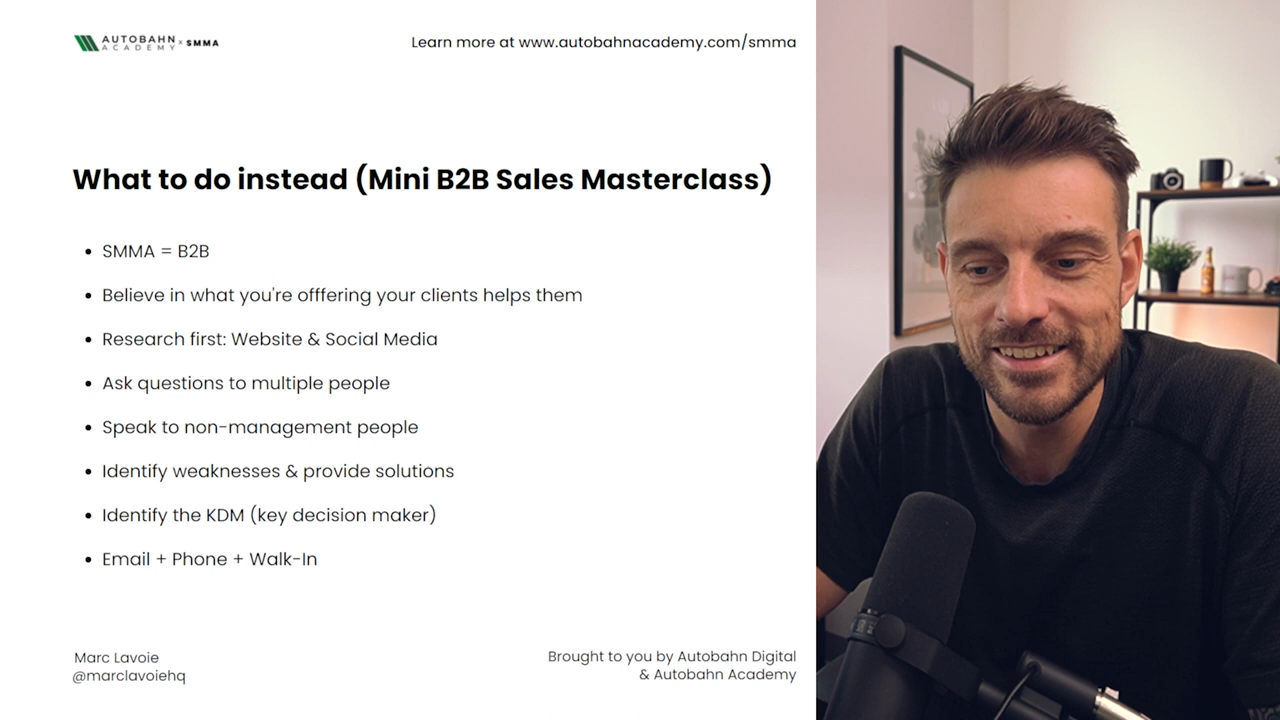 AUTOBAHN
ACADEMY x SMMA
Learn more at www.autobahnacademy.com/smma
What to do instead (Mini B2B Sales Masterclass)
• SMMA = B2B
• Believe in what you're offfering your clients helps them
• Research first: Website & Social Media
• Ask questions to multiple people
• Speak to non-management people
• Identify weaknesses & provide solutions
• Identify the KDM (key decision maker)
• Email + Phone + Walk-In
Marc Lavoie
@marclavoiehq
Brought to you by Autobahn Digital
& Autobahn Academy